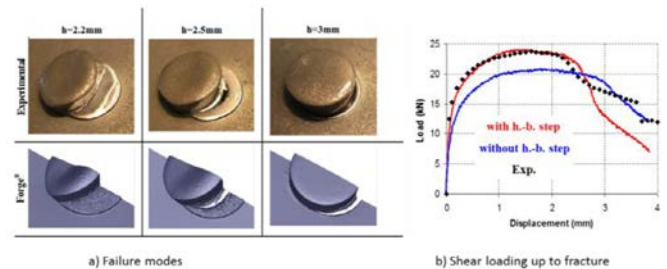 h=2.2mm h=2.5mm h=3mm
Experimental
Forge®
a) Failure modes
Load (kN)
25
20
15
10
5
0
with h.-b. step
without h.-b. step
Exp.
0 1 2 3 4
Displacement (mm)
b) Shear loading up to fracture